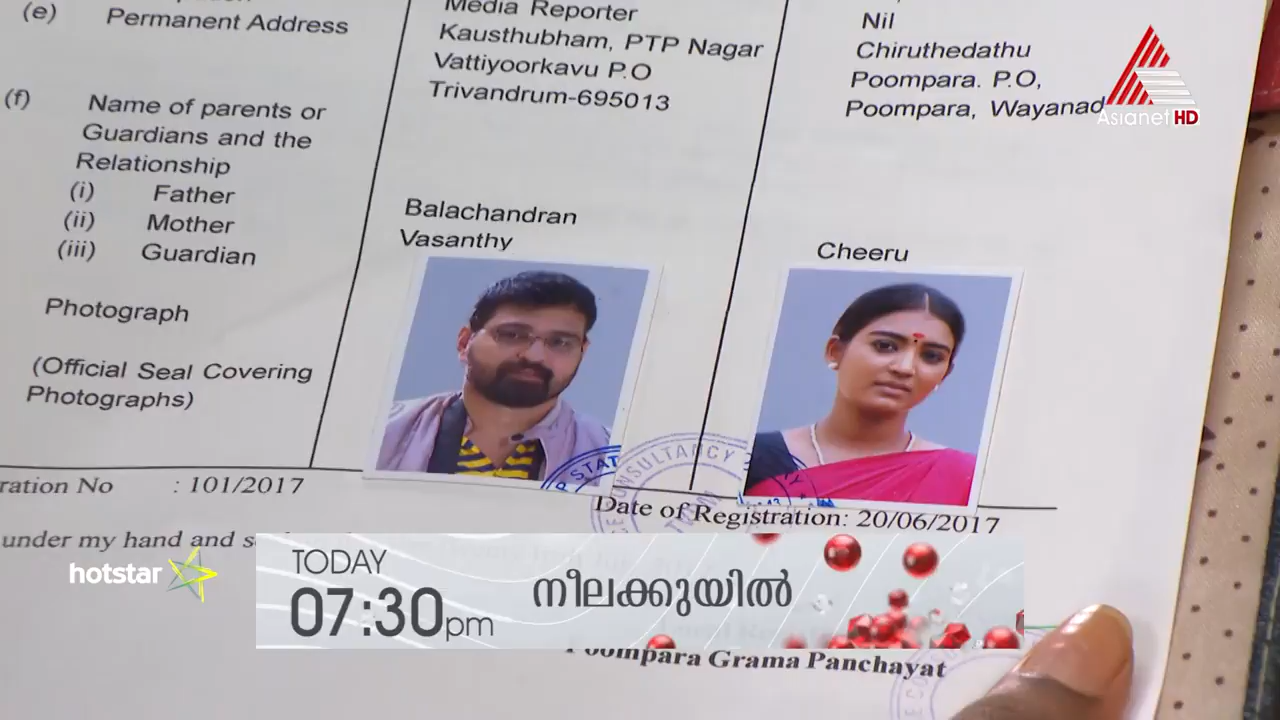 Media Reporter
Nil
(e) Permanent Address
Kausthubham, PTP Nagar
Chiruthedathu
Vattiyoorkavu P.O
Poompara. P.O,
Trivandrum-695013
Poompara, Wayanad
Asianet HD
(f) Name of parents or
Guardians and the
Relationship
(i) Father
Balachandran
(ii) Mother
Vasanthy
Cheeru
(iii) Guardian
Photograph
(Official Seal Covering
Photographs)
STAT
CONSULTANCY
ration No : 101/2017
Date of Registration: 20/06/2017
under my hand and s
hotstar
TODAY
07:30pm
നീലക്കുയിൽ
Poompara Grama Panchayat